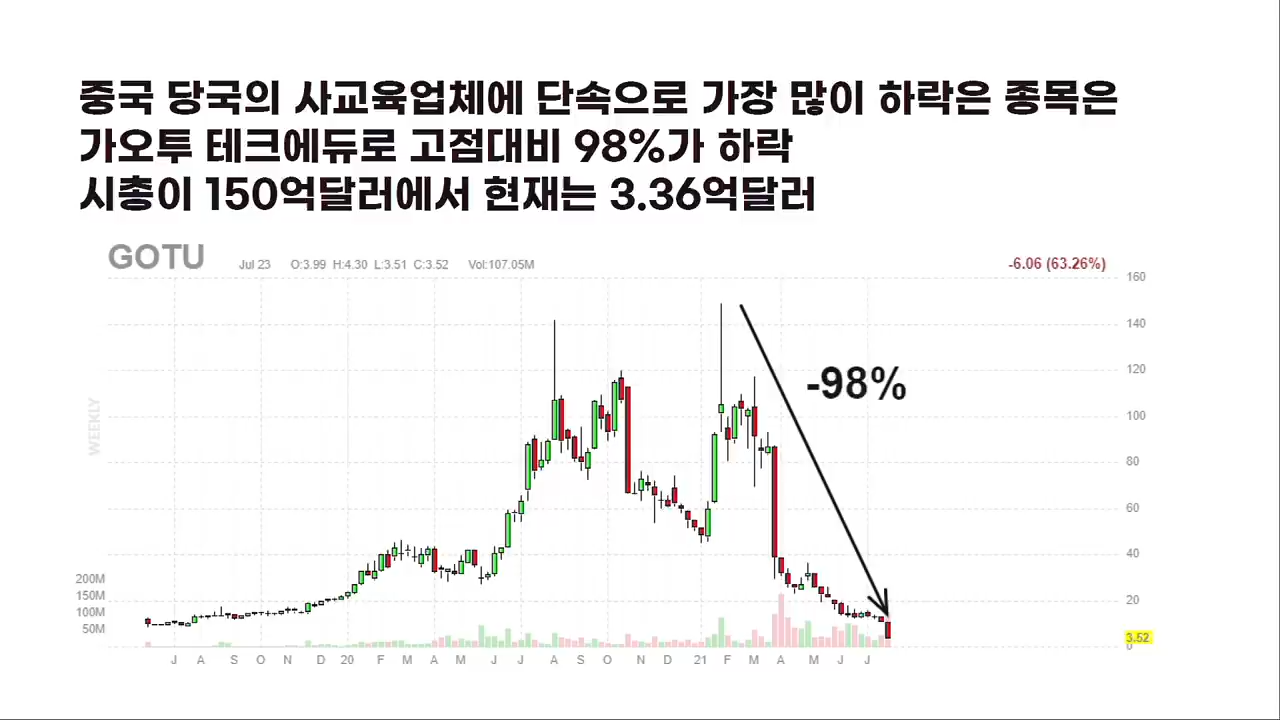 중국 당국의 사교육업체에 단속으로 가장 많이 하락은 종목은
가오투 테크에듀로 고점대비 98%가 하락
시총이 150억달러에서 현재는 3.36억달러
GOTU Jul 23 O:3.99 H:4.30 L:3.51 C:3.52 Vol:107.05M -6.06 (63.26%)
160
140
120
-98%
100
WEEKLY
80
60
40
200M
20
150M
100M
50M
3.52
0
J A S O N D 20 F M A M J J A S O N D 21 F M A M J J